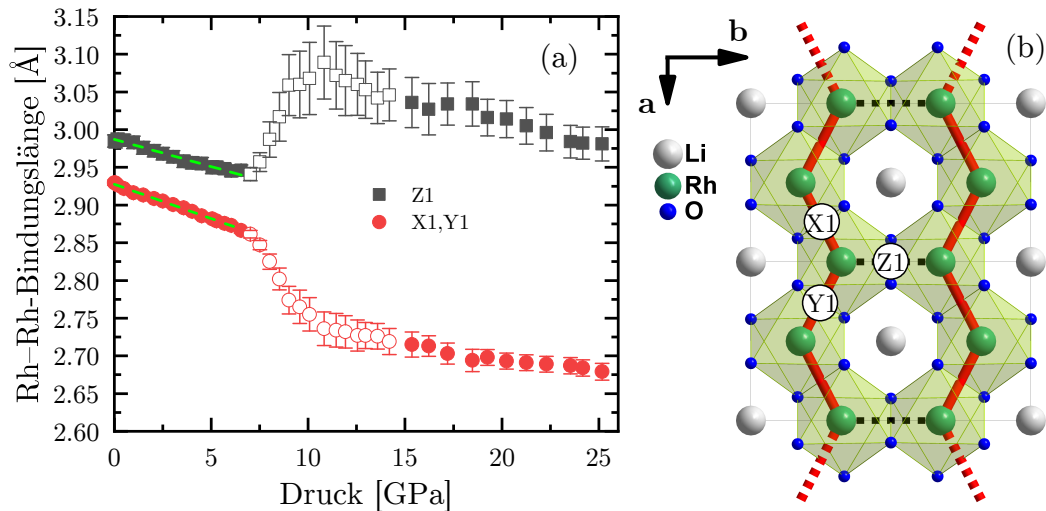 Rh–Rh-Bindungslänge [Å]
3.15
3.10
3.05
3.00
2.95
2.90
2.85
2.80
2.75
2.70
2.65
2.60
(a)
Z1
X1,Y1
0
5
10
15
20
25
Druck [GPa]
(b)
b
a
Li
Rh
O
X1
Z1
Y1